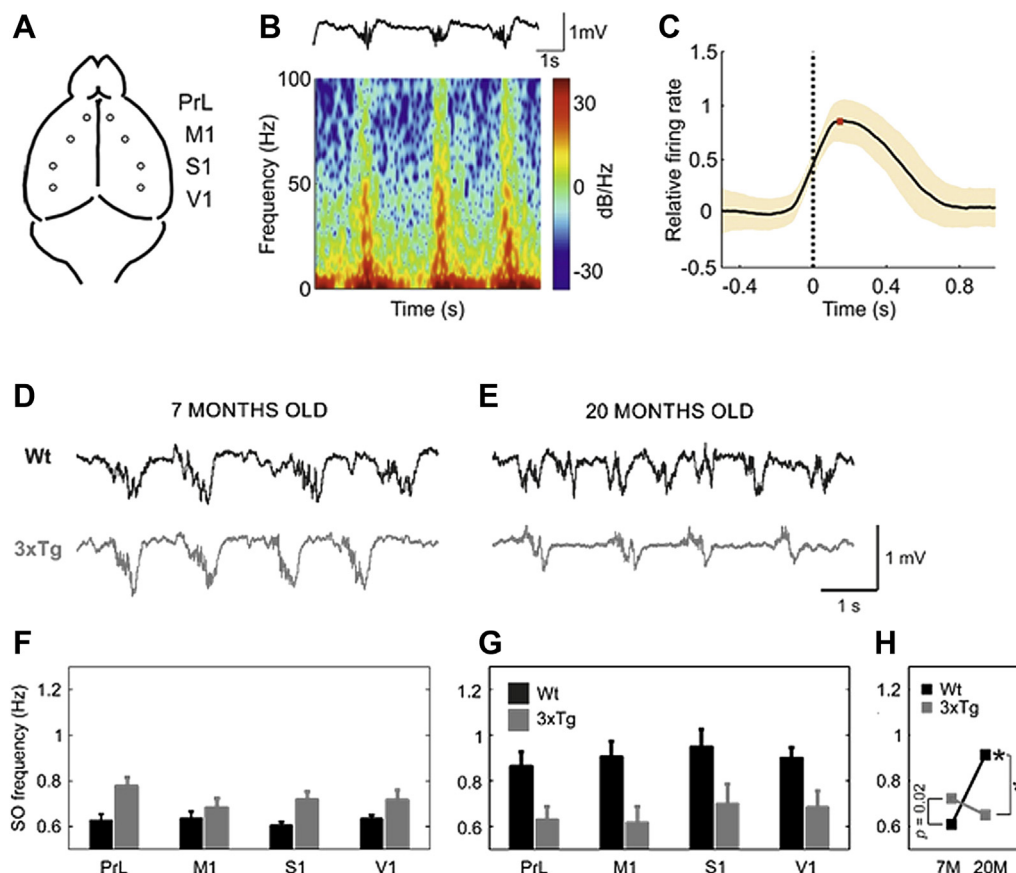 A
PrL
M1
S1
V1
B
1mV
1s
Frequency (Hz)
100
50
0
Time (s)
30
0
-30
dB/Hz
C
Relative firing rate
1.5
1
0.5
0
-0.5
-0.4
0
0.4
0.8
Time (s)
D
7 MONTHS OLD
E
20 MONTHS OLD
Wt
3xTg
1 mV
1 s
F
SO frequency (Hz)
1.2
1
0.8
0.6
PrL
M1
S1
V1
G
1.2
1
0.8
0.6
Wt
3xTg
PrL
M1
S1
V1
H
1.2
1
0.8
0.6
Wt
3xTg
*
p = 0.02
7M
20M